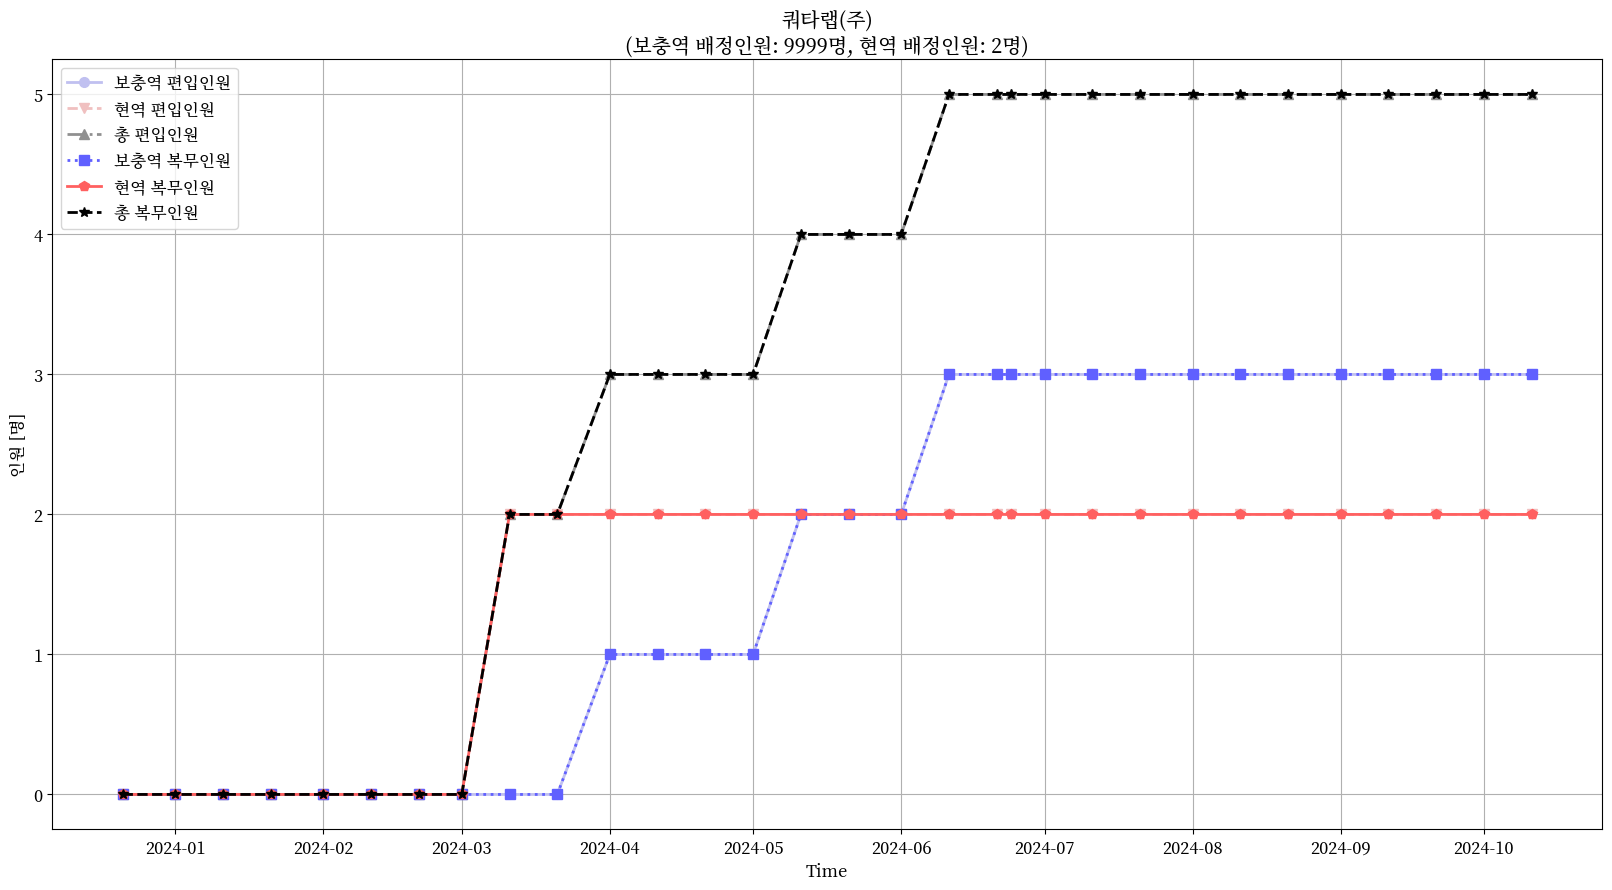 쿼타랩(주)
(보충역 배정인원: 9999명, 현역 배정인원: 2명)
보충역 편입인원
현역 편입인원
총 편입인원
보충역 복무인원
현역 복무인원
총 복무인원
5
4
3
2
1
0
인원 [명]
2024-01
2024-02
2024-03
2024-04
2024-05
2024-06
2024-07
2024-08
2024-09
2024-10
Time